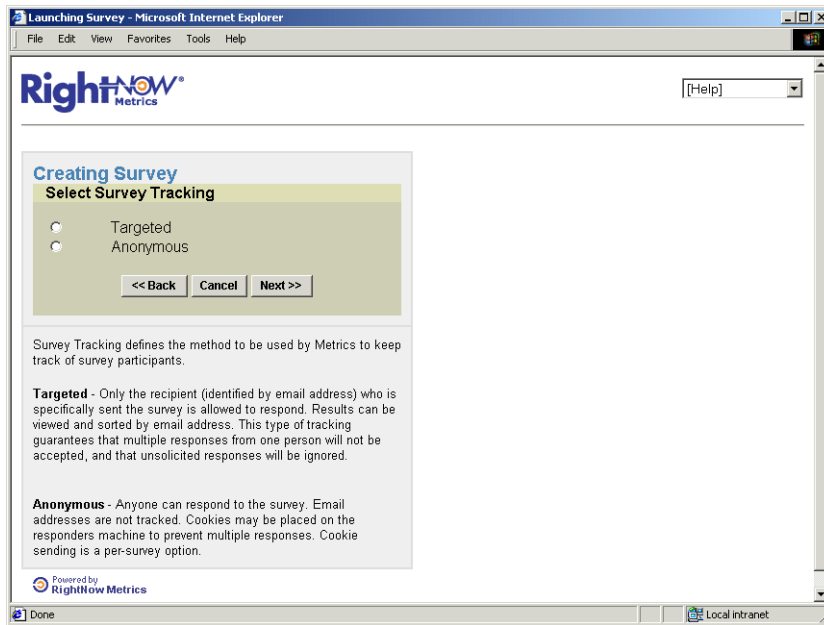 Launching Survey - Microsoft Internet Explorer
File Edit View Favorites Tools Help
RightNOW®
Metrics
[Help]
Creating Survey
Select Survey Tracking
Targeted
Anonymous
<< Back Cancel Next >>
Survey Tracking defines the method to be used by Metrics to keep
track of survey participants.
Targeted - Only the recipient (identified by email address) who is
specifically sent the survey is allowed to respond. Results can be
viewed and sorted by email address. This type of tracking
guarantees that multiple responses from one person will not be
accepted, and that unsolicited responses will be ignored.
Anonymous - Anyone can respond to the survey. Email
addresses are not tracked. Cookies may be placed on the
responders machine to prevent multiple responses. Cookie
sending is a per-survey option.
Powered by
RightNow Metrics
Done Local intranet